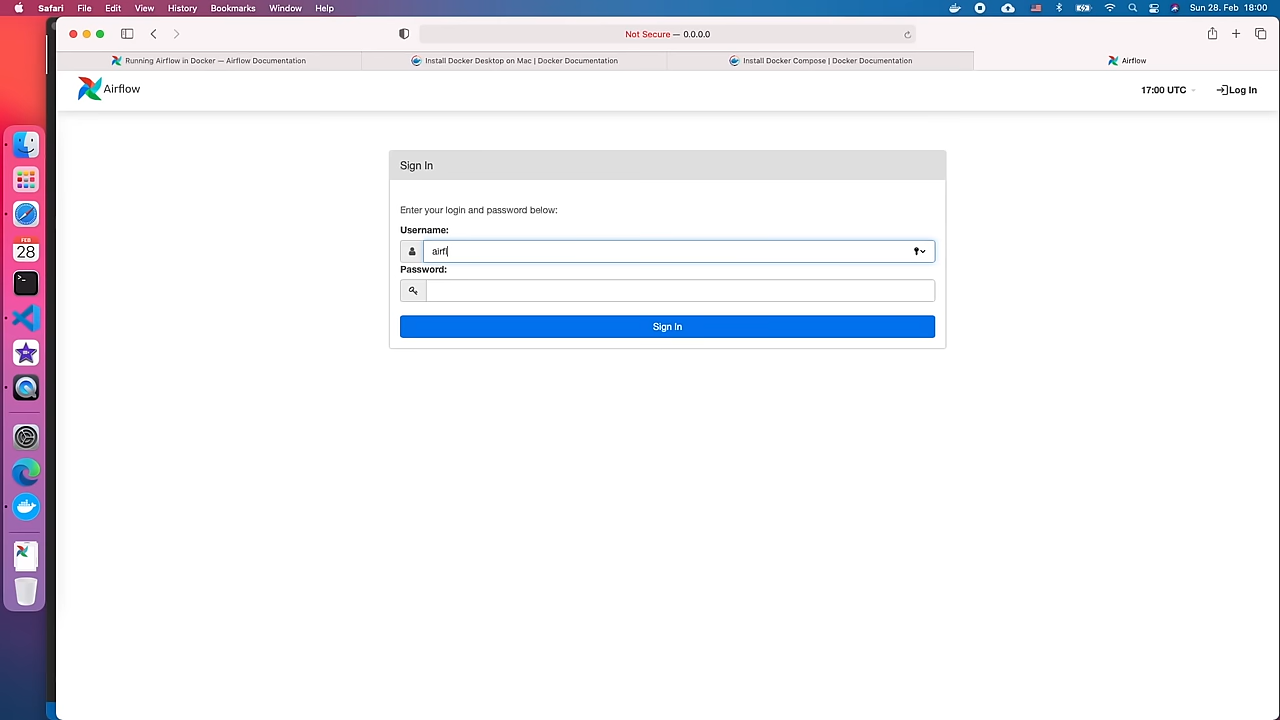 Safari File Edit View History Bookmarks Window Help Sun 28. Feb 18:00
Not Secure — 0.0.0.0
Running Airflow in Docker — Airflow Documentation Install Docker Desktop on Mac | Docker Documentation Install Docker Compose | Docker Documentation Airflow
Airflow 17:00 UTC Log In
Sign In
Enter your login and password below:
Username:
airfl
Password:
Sign In
FEB
28